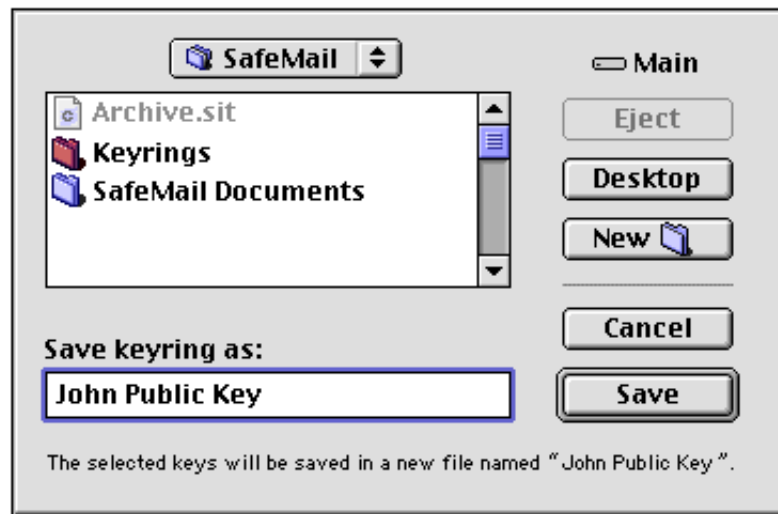 SafeMail
Main
Archive.sit
Eject
Keyrings
Desktop
SafeMail Documents
New
Cancel
Save keyring as:
John Public Key
Save
The selected keys will be saved in a new file named “John Public Key”.